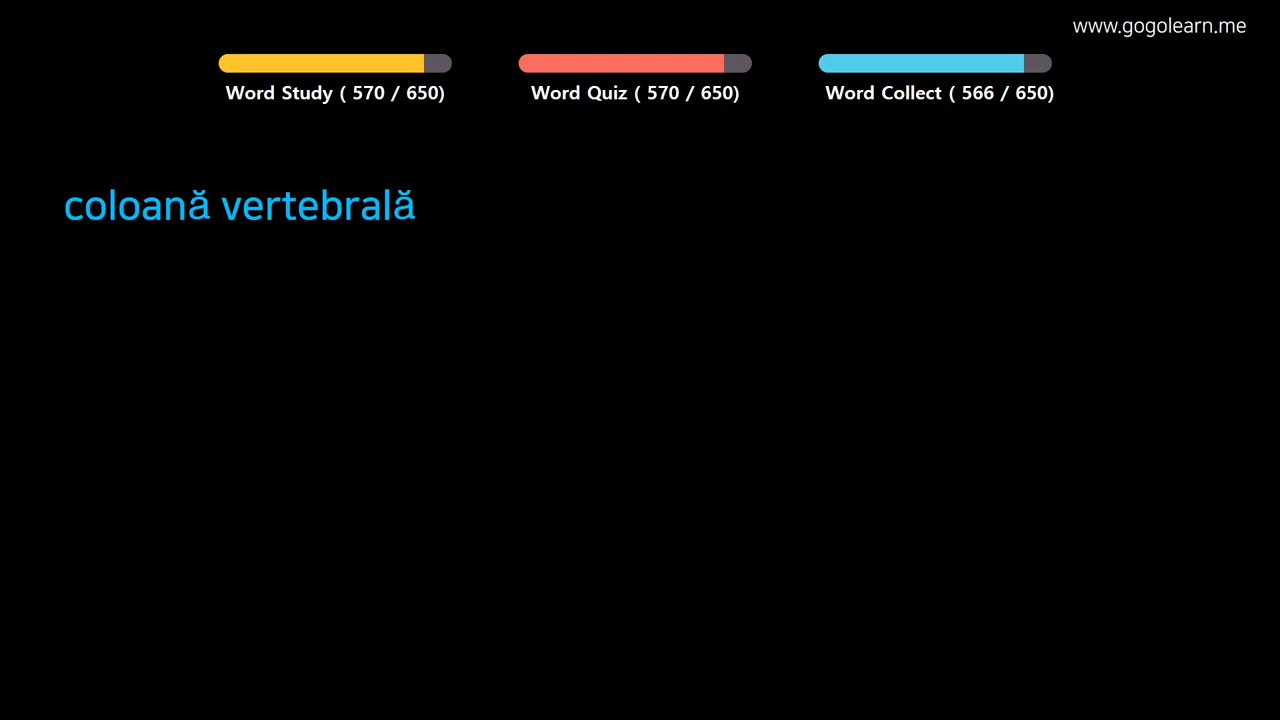 www.gogolearn.me
Word Study ( 570 / 650)
Word Quiz ( 570 / 650)
Word Collect ( 566 / 650)
coloană vertebrală